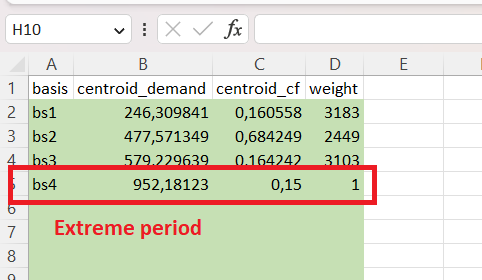 H10 fx
A B C D E
1 basis centroid_demand centroid_cf weight
2 bs1 246,309841 0,160558 3183
3 bs2 477,571349 0,684249 2449
4 bs3 579,229639 0,164242 3103
5 bs4 952,18123 0,15 1
6
7 Extreme period
8